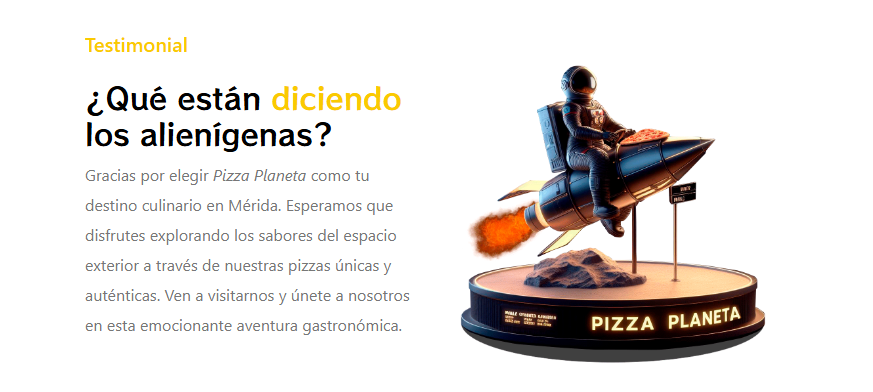 Testimonial
¿Qué están diciendo
los alienígenas?
Gracias por elegir Pizza Planeta como tu
destino culinario en Mérida. Esperamos que
disfrutes explorando los sabores del espacio
exterior a través de nuestras pizzas únicas y
auténticas. Ven a visitarnos y únete a nosotros
en esta emocionante aventura gastronómica.
PIZZA PLANETA